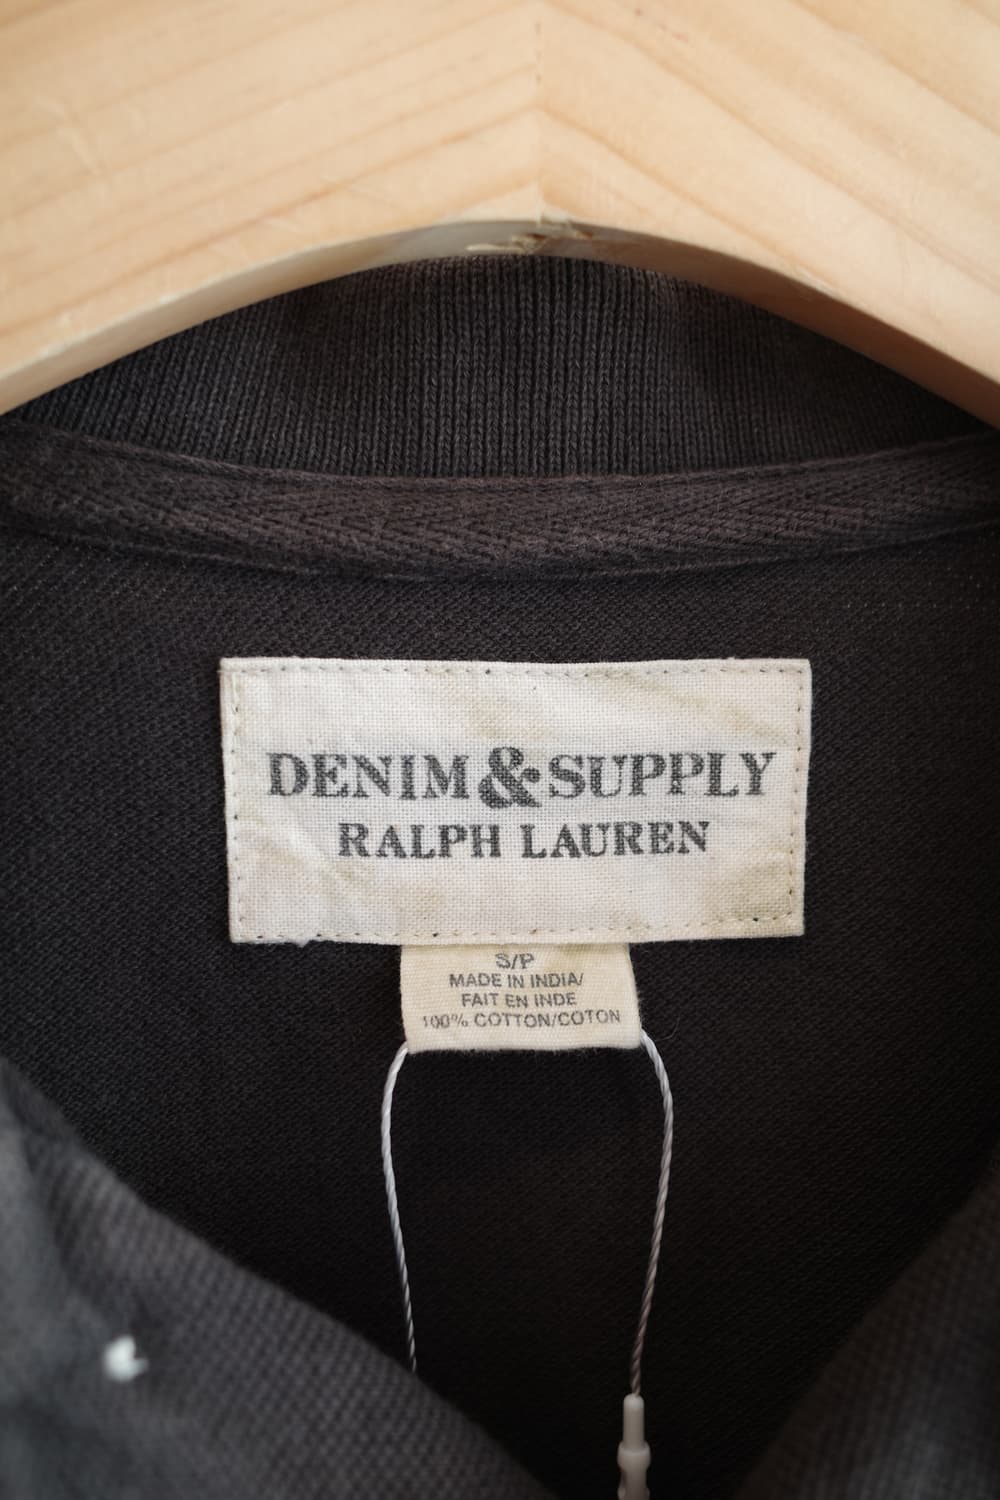 DENIM & SUPPLY
RALPH LAUREN
S/P
MADE IN INDIA/
FAIT EN INDE
100% COTTON/COTON